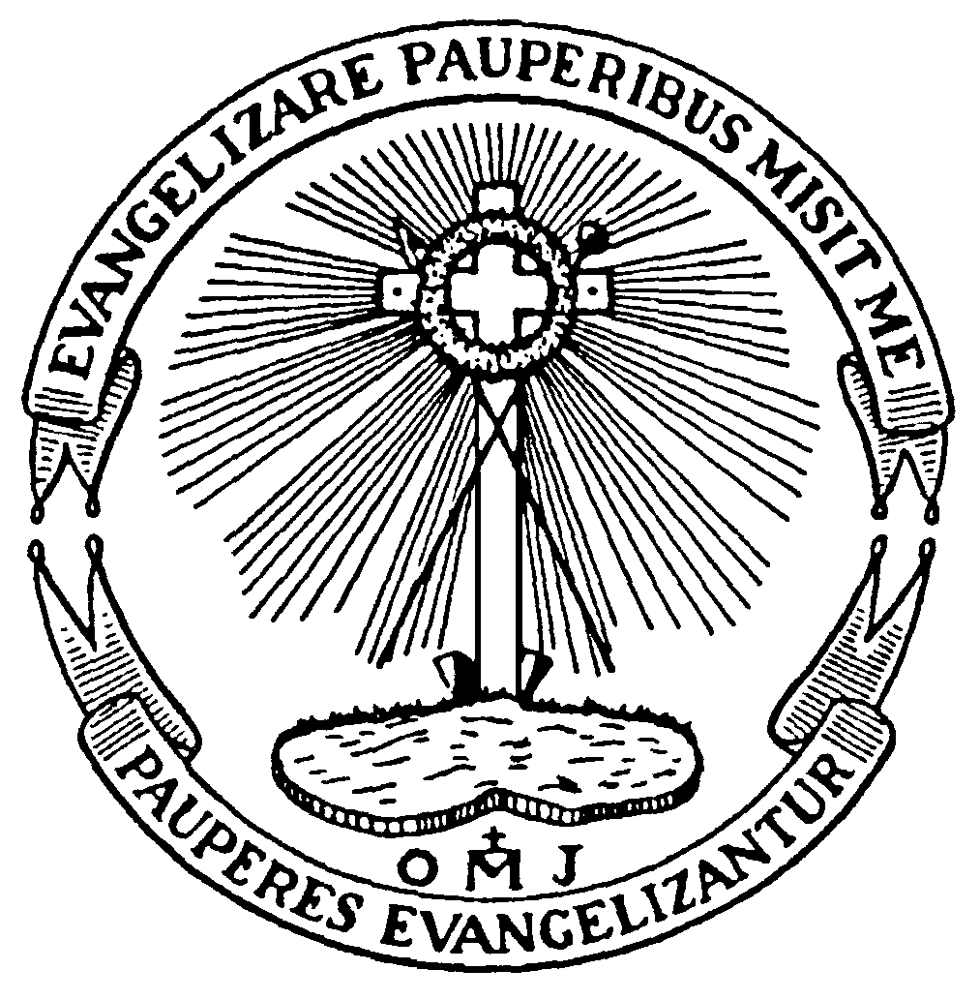 EVANGELIZARE PAUPERIBUS MISIT ME
O M J
PAUPERES EVANGELIZANTUR